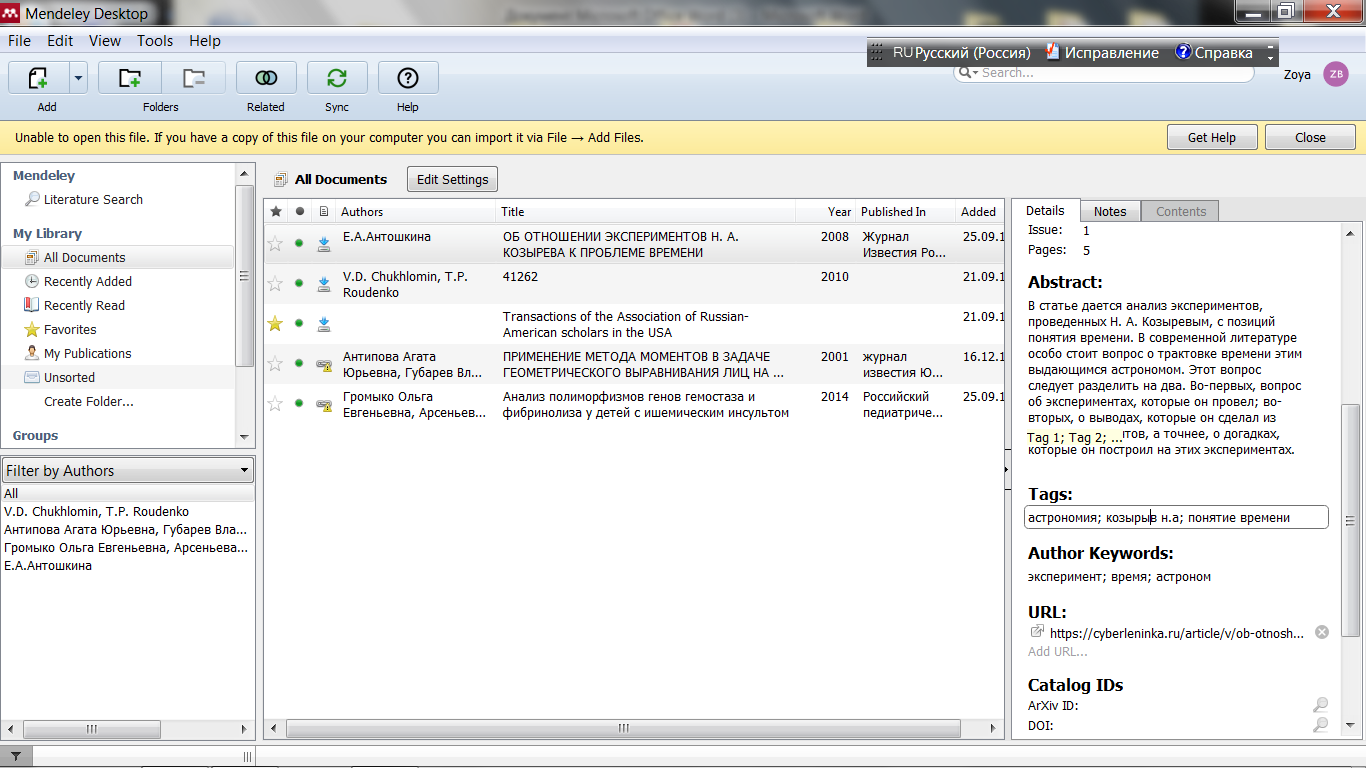 Mendeley Desktop
File Edit View Tools Help
RU Русский (Россия) Исправление Справка
Search...
Zoya ZB
Add Folders Related Sync Help
Unable to open this file. If you have a copy of this file on your computer you can import it via File → Add Files.
Get Help Close
Mendeley
Literature Search
My Library
All Documents
Recently Added
Recently Read
Favorites
My Publications
Unsorted
Create Folder...
Groups
Filter by Authors
All
V.D. Chukhlomin, T.P. Roudenko
Антипова Агата Юрьевна, Губарев Вла...
Громыко Ольга Евгеньевна, Арсеньева...
Е.А.Антошкина
All Documents Edit Settings
Authors Title Year Published In Added
Е.А.Антошкина ОБ ОТНОШЕНИИ ЭКСПЕРИМЕНТОВ Н. А. 2008 Журнал 25.09.1
КОЗЫРЕВА К ПРОБЛЕМЕ ВРЕМЕНИ Известия Ро...
V.D. Chukhlomin, T.P. 41262 2010 21.09.1
Roudenko
Transactions of the Association of Russian- 21.09.1
American scholars in the USA
Антипова Агата ПРИМЕНЕНИЕ МЕТОДА МОМЕНТОВ В ЗАДАЧЕ 2001 журнал 16.12.1
Юрьевна, Губарев Вл... ГЕОМЕТРИЧЕСКОГО ВЫРАВНИВАНИЯ ЛИЦ НА ... известия Ю...
Громыко Ольга Анализ полиморфизмов генов гемостаза и 2014 Российский 25.09.1
Евгеньевна, Арсеньев... фибринолиза у детей с ишемическим инсультом педиатриче...
Details Notes Contents
Issue: 1
Pages: 5
Abstract:
В статье дается анализ экспериментов,
проведенных Н. А. Козыревым, с позиций
понятия времени. В современной литературе
особо стоит вопрос о трактовке времени этим
выдающимся астрономом. Этот вопрос
следует разделить на два. Во-первых, вопрос
об экспериментах, которые он провел; во-
вторых, о выводах, которые он сделал из
Tag 1; Tag 2; ... тов, а точнее, о догадках,
которые он построил на этих экспериментах.
Tags:
астрономия; козырыв н.а; понятие времени
Author Keywords:
эксперимент; время; астроном
URL:
https://cyberleninka.ru/article/v/ob-otnosh...
Add URL...
Catalog IDs
ArXiv ID:
DOI: